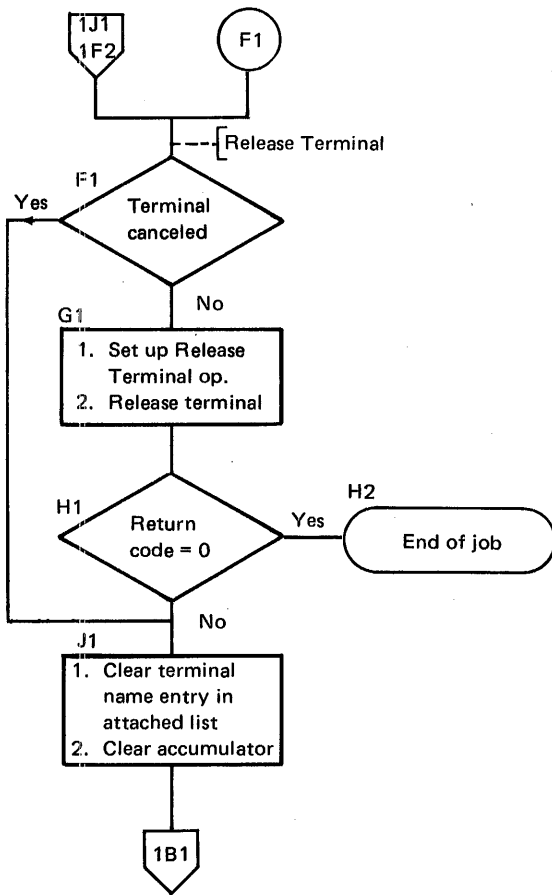 1J1
1F2
F1
Release Terminal
F1
Yes
Terminal
canceled
No
G1
1. Set up Release
Terminal op.
2. Release terminal
H1
Return
code = 0
Yes
H2
End of job
No
J1
1. Clear terminal
name entry in
attached list
2. Clear accumulator
1B1